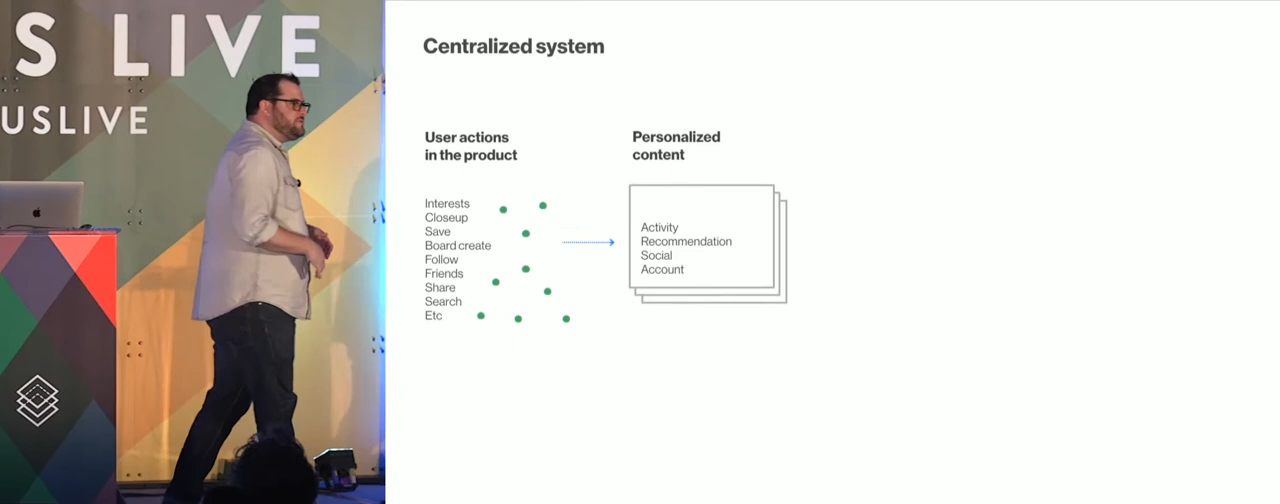 S LIVE
USLIVE
Centralized system
User actions
in the product
Interests
Closeup
Save
Board create
Follow
Friends
Share
Search
Etc
Personalized
content
Activity
Recommendation
Social
Account